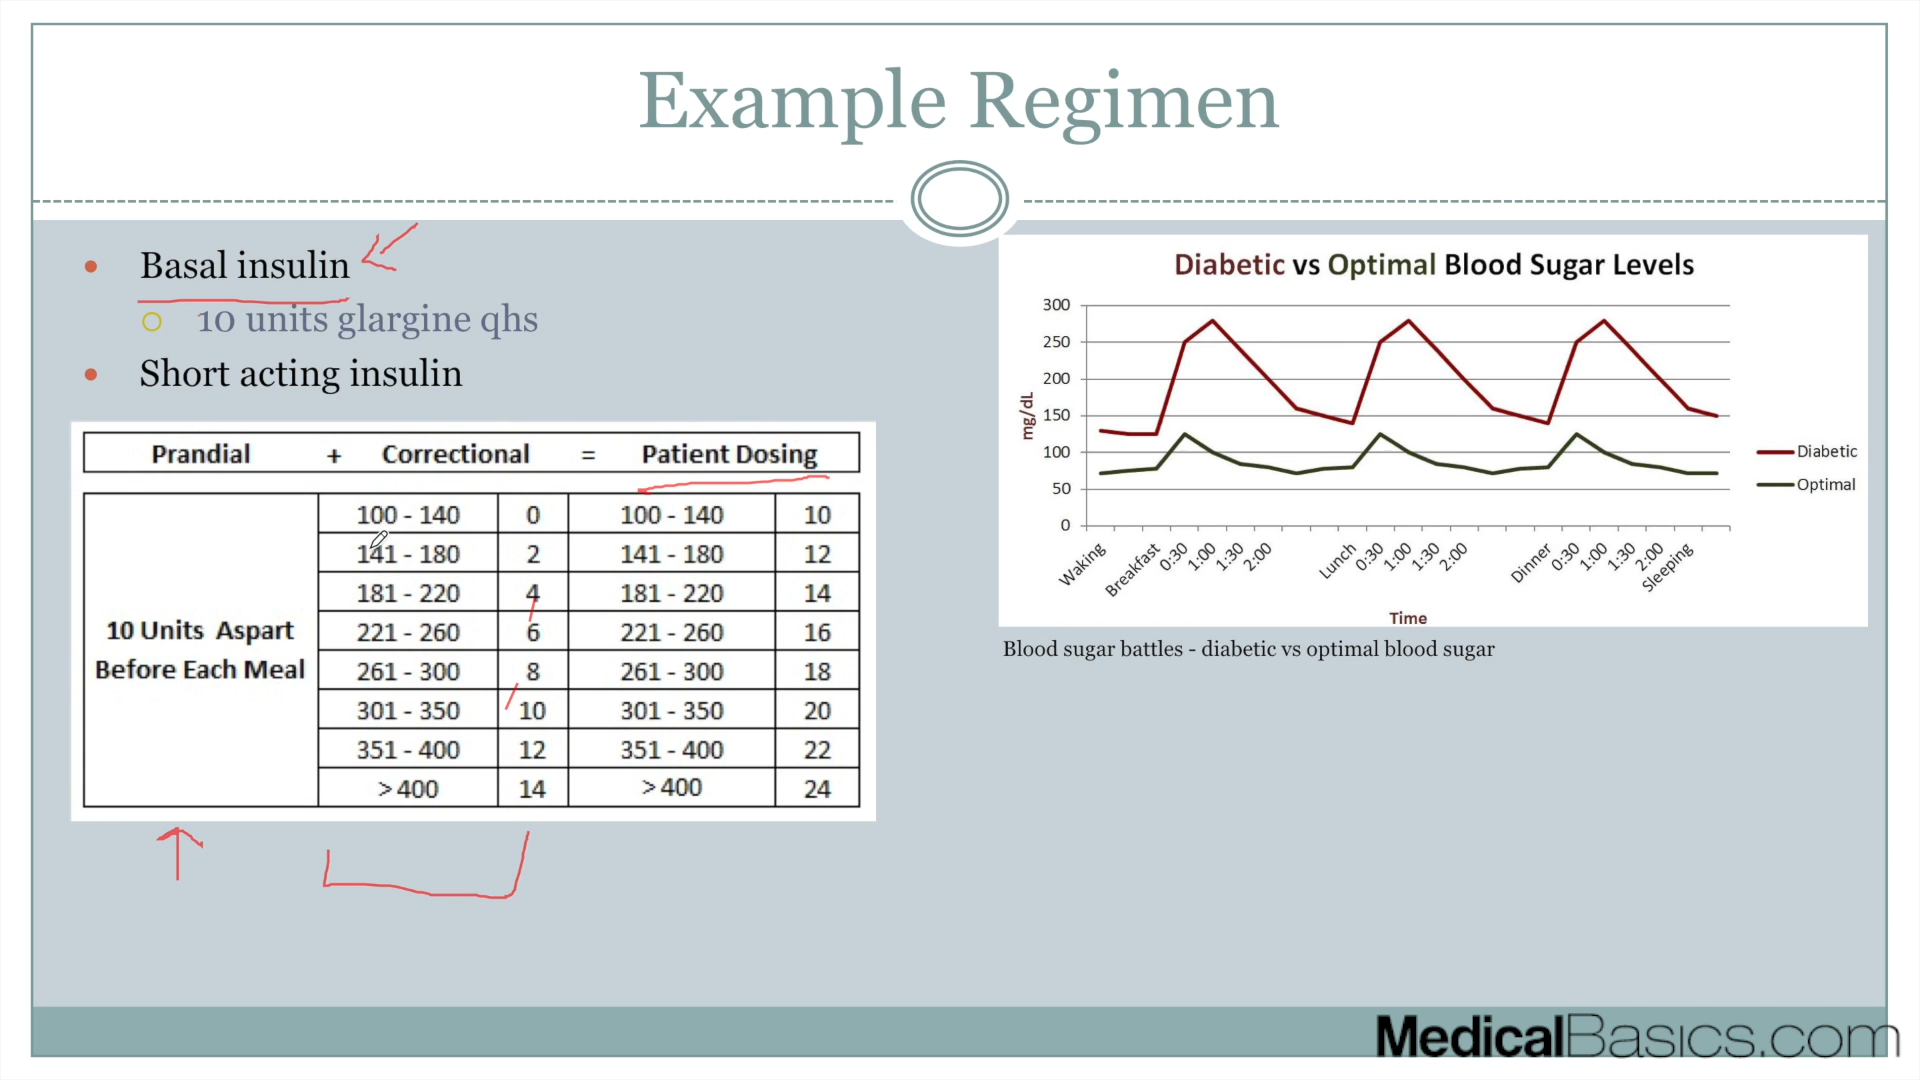 Example Regimen
Basal insulin
10 units glargine qhs
Short acting insulin
Prandial + Correctional = Patient Dosing
10 Units Aspart
Before Each Meal
100 - 140 0 100 - 140 10
141 - 180 2 141 - 180 12
181 - 220 4 181 - 220 14
221 - 260 6 221 - 260 16
261 - 300 8 261 - 300 18
301 - 350 10 301 - 350 20
351 - 400 12 351 - 400 22
>400 14 >400 24
Diabetic vs Optimal Blood Sugar Levels
300
250
200
150
100
50
0
mg/dL
Waking Breakfast 0:30 1:00 1:30 2:00 Lunch 0:30 1:00 1:30 2:00 Dinner 0:30 1:00 1:30 2:00 Sleeping
Time
Diabetic
Optimal
Blood sugar battles - diabetic vs optimal blood sugar
MedicalBasics.com